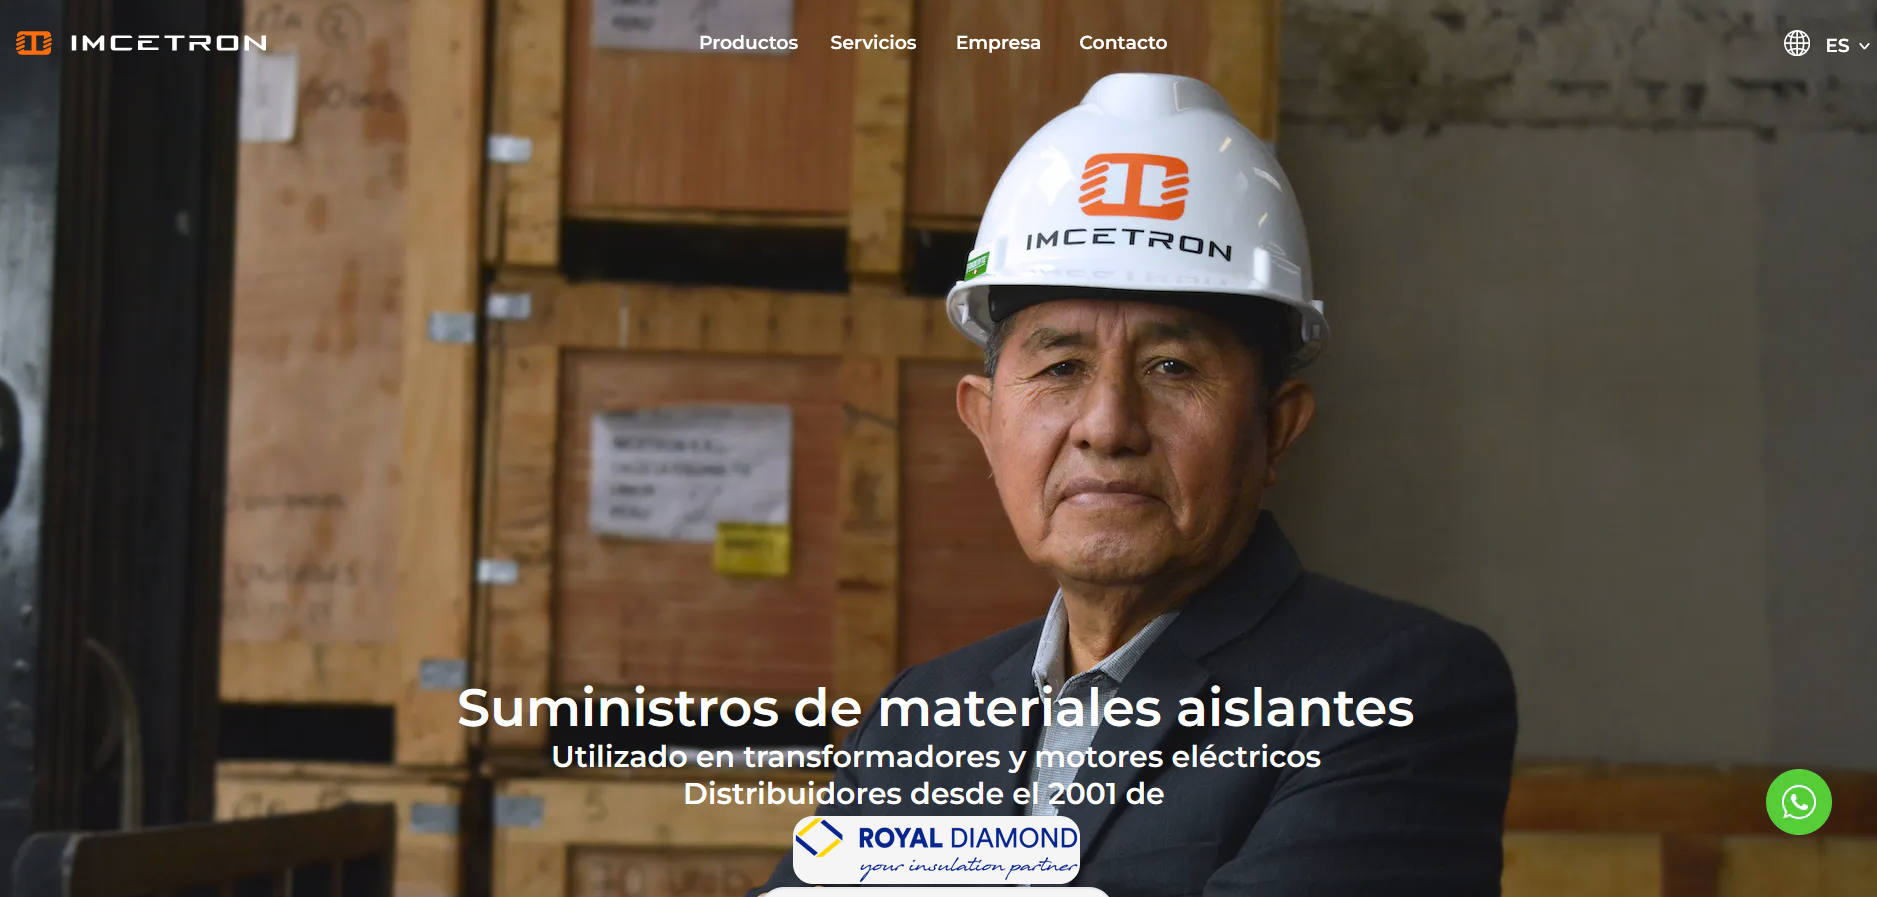 IMCETRON
Productos Servicios Empresa Contacto
ES
IMCETRON
Suministros de materiales aislantes
Utilizado en transformadores y motores eléctricos
Distribuidores desde el 2001 de
ROYAL DIAMOND
your insulation partner